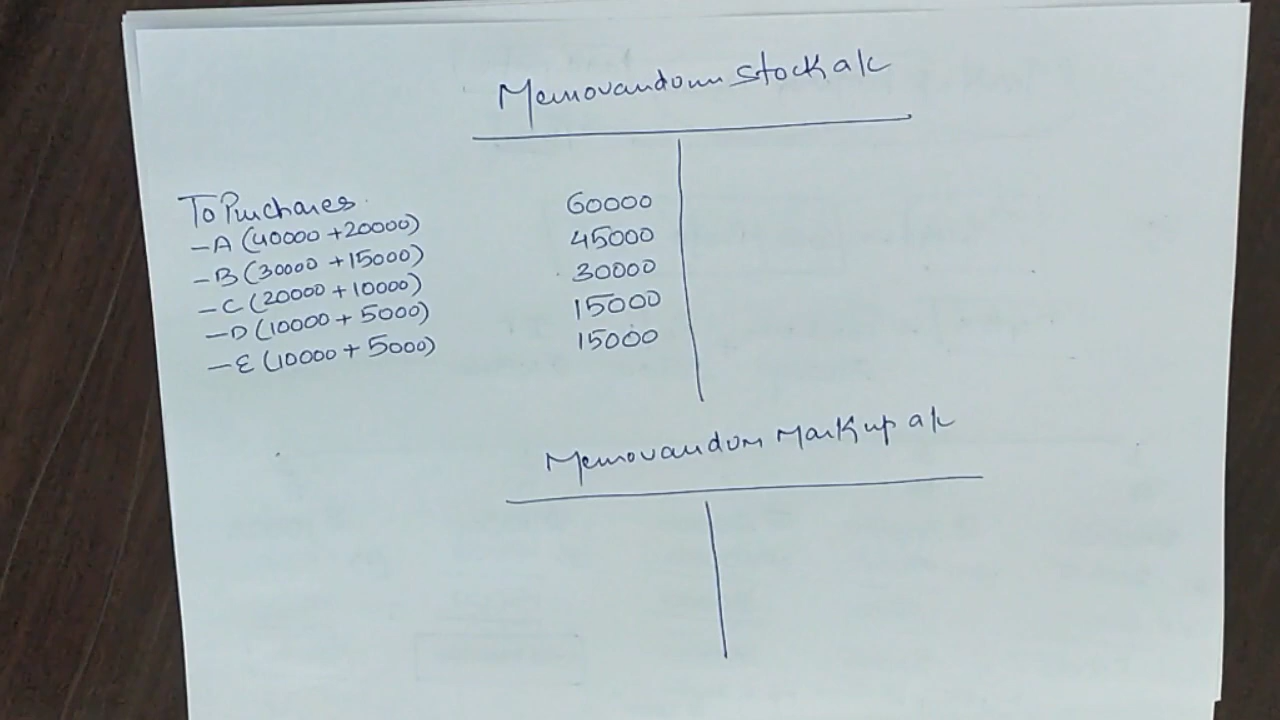 Memorandum Stock a/c
To Purchases.
-A (40000 +20000) 60000
-B (30000 +15000) 45000
-C (20000 + 10000) 30000
-D (10000 + 5000) 15000
-E (10000 + 5000) 15000
Memorandom Markup a/c